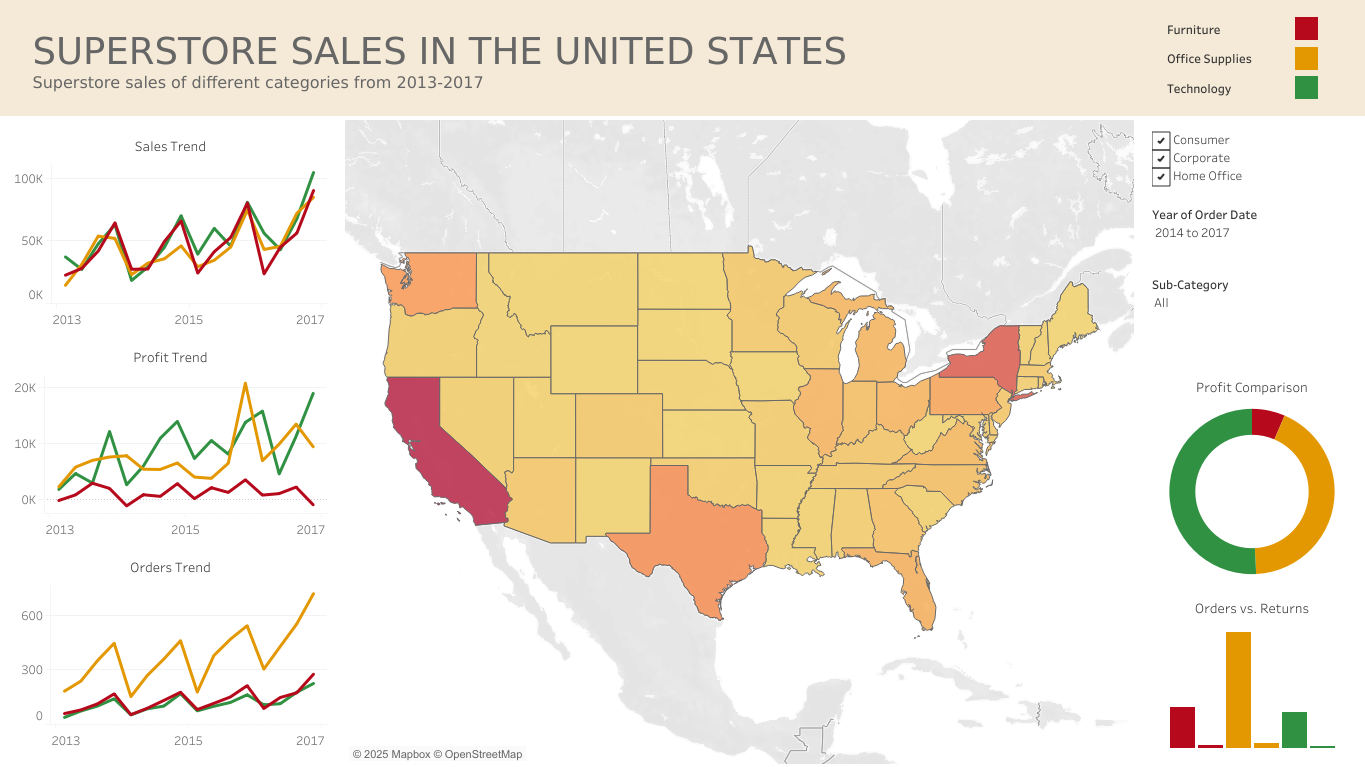 SUPERSTORE SALES IN THE UNITED STATES
Superstore sales of different categories from 2013-2017
Furniture
Office Supplies
Technology
Sales Trend
100K
50K
0K
2013 2015 2017
Profit Trend
20K
10K
0K
2013 2015 2017
Orders Trend
600
300
0
2013 2015 2017
© 2025 Mapbox © OpenStreetMap
Consumer
Corporate
Home Office
Year of Order Date
2014 to 2017
Sub-Category
All
Profit Comparison
Orders vs. Returns